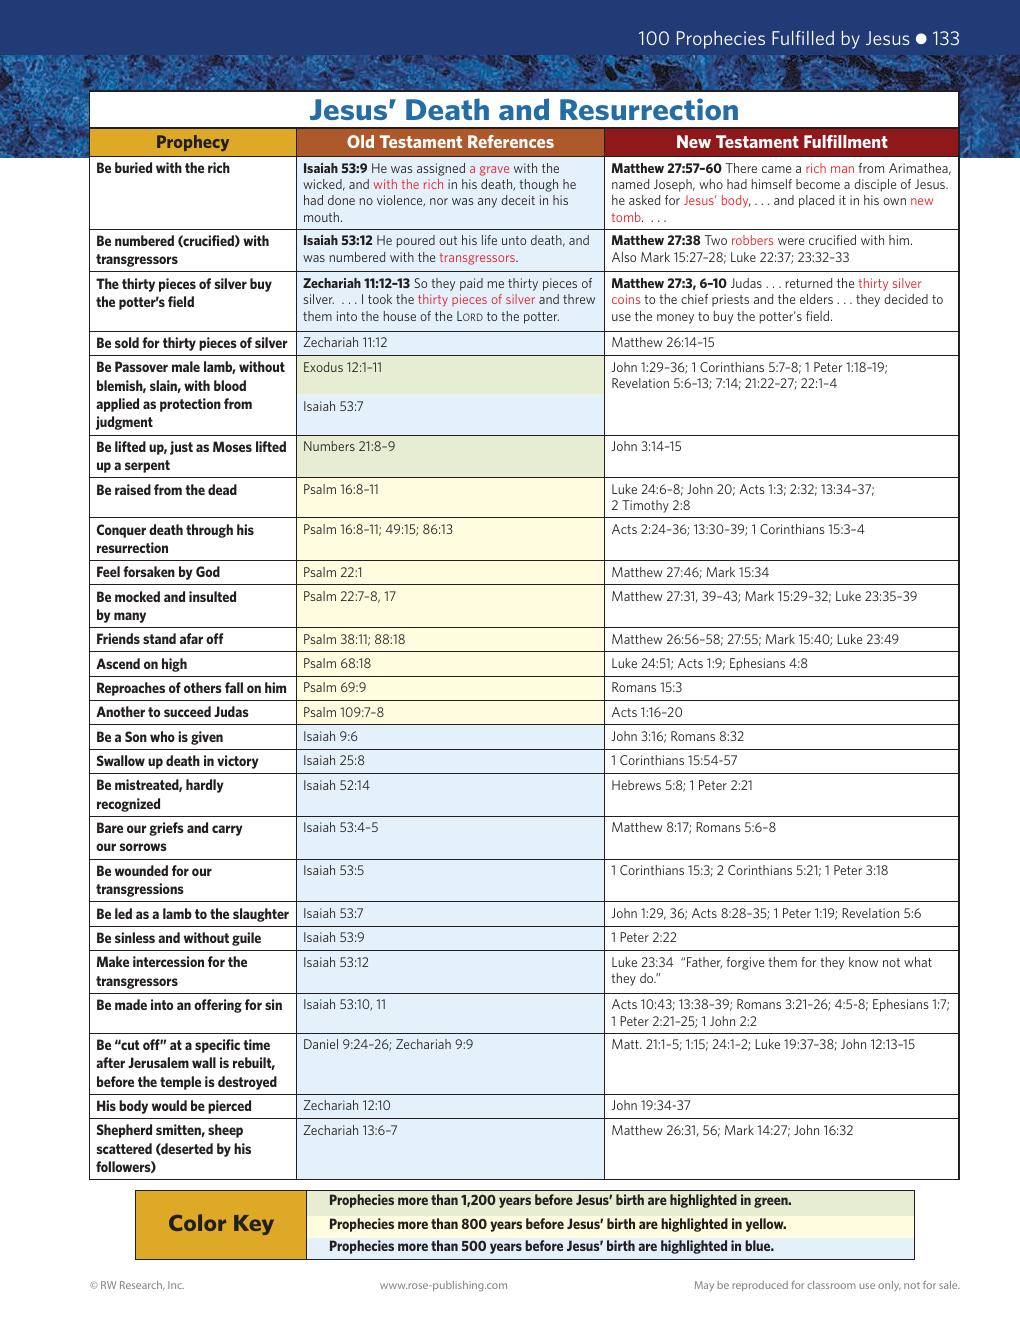 100 Prophecies Fulfilled by Jesus ● 133
Jesus’ Death and Resurrection
Prophecy Old Testament References New Testament Fulfillment
Be buried with the rich
Isaiah 53:9 He was assigned a grave with the
wicked, and with the rich in his death, though he
had done no violence, nor was any deceit in his
mouth.
Matthew 27:57–60 There came a rich man from Arimathea,
named Joseph, who had himself become a disciple of Jesus.
he asked for Jesus’ body, . . . and placed it in his own new
tomb. . . .
Be numbered (crucified) with
transgressors
Isaiah 53:12 He poured out his life unto death, and
was numbered with the transgressors.
Matthew 27:38 Two robbers were crucified with him.
Also Mark 15:27–28; Luke 22:37; 23:32–33
The thirty pieces of silver buy
the potter’s field
Zechariah 11:12–13 So they paid me thirty pieces of
silver. . . . I took the thirty pieces of silver and threw
them into the house of the LORD to the potter.
Matthew 27:3, 6–10 Judas . . . returned the thirty silver
coins to the chief priests and the elders . . . they decided to
use the money to buy the potter’s field.
Be sold for thirty pieces of silver
Zechariah 11:12
Matthew 26:14–15
Be Passover male lamb, without
blemish, slain, with blood
applied as protection from
judgment
Exodus 12:1–11
Isaiah 53:7
John 1:29–36; 1 Corinthians 5:7–8; 1 Peter 1:18–19;
Revelation 5:6–13; 7:14; 21:22–27; 22:1–4
Be lifted up, just as Moses lifted
up a serpent
Numbers 21:8–9
John 3:14–15
Be raised from the dead
Psalm 16:8–11
Luke 24:6–8; John 20; Acts 1:3; 2:32; 13:34–37;
2 Timothy 2:8
Conquer death through his
resurrection
Psalm 16:8–11; 49:15; 86:13
Acts 2:24–36; 13:30–39; 1 Corinthians 15:3–4
Feel forsaken by God
Psalm 22:1
Matthew 27:46; Mark 15:34
Be mocked and insulted
by many
Psalm 22:7–8, 17
Matthew 27:31, 39–43; Mark 15:29–32; Luke 23:35–39
Friends stand afar off
Psalm 38:11; 88:18
Matthew 26:56–58; 27:55; Mark 15:40; Luke 23:49
Ascend on high
Psalm 68:18
Luke 24:51; Acts 1:9; Ephesians 4:8
Reproaches of others fall on him
Psalm 69:9
Romans 15:3
Another to succeed Judas
Psalm 109:7–8
Acts 1:16–20
Be a Son who is given
Isaiah 9:6
John 3:16; Romans 8:32
Swallow up death in victory
Isaiah 25:8
1 Corinthians 15:54-57
Be mistreated, hardly
recognized
Isaiah 52:14
Hebrews 5:8; 1 Peter 2:21
Bare our griefs and carry
our sorrows
Isaiah 53:4–5
Matthew 8:17; Romans 5:6–8
Be wounded for our
transgressions
Isaiah 53:5
1 Corinthians 15:3; 2 Corinthians 5:21; 1 Peter 3:18
Be led as a lamb to the slaughter
Isaiah 53:7
John 1:29, 36; Acts 8:28–35; 1 Peter 1:19; Revelation 5:6
Be sinless and without guile
Isaiah 53:9
1 Peter 2:22
Make intercession for the
transgressors
Isaiah 53:12
Luke 23:34 “Father, forgive them for they know not what
they do.”
Be made into an offering for sin
Isaiah 53:10, 11
Acts 10:43; 13:38–39; Romans 3:21–26; 4:5-8; Ephesians 1:7;
1 Peter 2:21–25; 1 John 2:2
Be “cut off” at a specific time
after Jerusalem wall is rebuilt,
before the temple is destroyed
Daniel 9:24–26; Zechariah 9:9
Matt. 21:1–5; 1:15; 24:1–2; Luke 19:37–38; John 12:13–15
His body would be pierced
Zechariah 12:10
John 19:34-37
Shepherd smitten, sheep
scattered (deserted by his
followers)
Zechariah 13:6–7
Matthew 26:31, 56; Mark 14:27; John 16:32
Color Key
Prophecies more than 1,200 years before Jesus’ birth are highlighted in green.
Prophecies more than 800 years before Jesus’ birth are highlighted in yellow.
Prophecies more than 500 years before Jesus’ birth are highlighted in blue.
© RW Research, Inc. www.rose-publishing.com May be reproduced for classroom use only, not for sale.